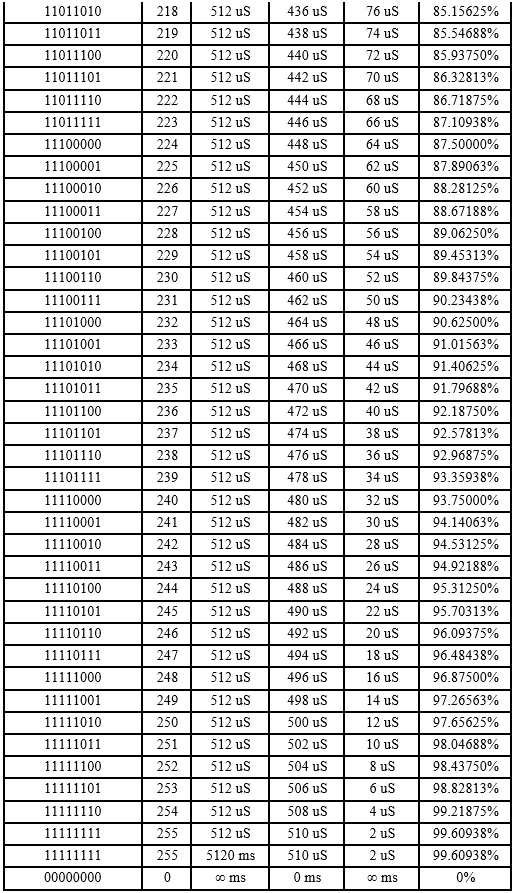 11011010 218 512 uS 436 uS 76 uS 85.15625%
11011011 219 512 uS 438 uS 74 uS 85.54688%
11011100 220 512 uS 440 uS 72 uS 85.93750%
11011101 221 512 uS 442 uS 70 uS 86.32813%
11011110 222 512 uS 444 uS 68 uS 86.71875%
11011111 223 512 uS 446 uS 66 uS 87.10938%
11100000 224 512 uS 448 uS 64 uS 87.50000%
11100001 225 512 uS 450 uS 62 uS 87.89063%
11100010 226 512 uS 452 uS 60 uS 88.28125%
11100011 227 512 uS 454 uS 58 uS 88.67188%
11100100 228 512 uS 456 uS 56 uS 89.06250%
11100101 229 512 uS 458 uS 54 uS 89.45313%
11100110 230 512 uS 460 uS 52 uS 89.84375%
11100111 231 512 uS 462 uS 50 uS 90.23438%
11101000 232 512 uS 464 uS 48 uS 90.62500%
11101001 233 512 uS 466 uS 46 uS 91.01563%
11101010 234 512 uS 468 uS 44 uS 91.40625%
11101011 235 512 uS 470 uS 42 uS 91.79688%
11101100 236 512 uS 472 uS 40 uS 92.18750%
11101101 237 512 uS 474 uS 38 uS 92.57813%
11101110 238 512 uS 476 uS 36 uS 92.96875%
11101111 239 512 uS 478 uS 34 uS 93.35938%
11110000 240 512 uS 480 uS 32 uS 93.75000%
11110001 241 512 uS 482 uS 30 uS 94.14063%
11110010 242 512 uS 484 uS 28 uS 94.53125%
11110011 243 512 uS 486 uS 26 uS 94.92188%
11110100 244 512 uS 488 uS 24 uS 95.31250%
11110101 245 512 uS 490 uS 22 uS 95.70313%
11110110 246 512 uS 492 uS 20 uS 96.09375%
11110111 247 512 uS 494 uS 18 uS 96.48438%
11111000 248 512 uS 496 uS 16 uS 96.87500%
11111001 249 512 uS 498 uS 14 uS 97.26563%
11111010 250 512 uS 500 uS 12 uS 97.65625%
11111011 251 512 uS 502 uS 10 uS 98.04688%
11111100 252 512 uS 504 uS 8 uS 98.43750%
11111101 253 512 uS 506 uS 6 uS 98.82813%
11111110 254 512 uS 508 uS 4 uS 99.21875%
11111111 255 512 uS 510 uS 2 uS 99.60938%
11111111 255 5120 ms 510 uS 2 uS 99.60938%
00000000 0 ∞ ms 0 ms ∞ ms 0%